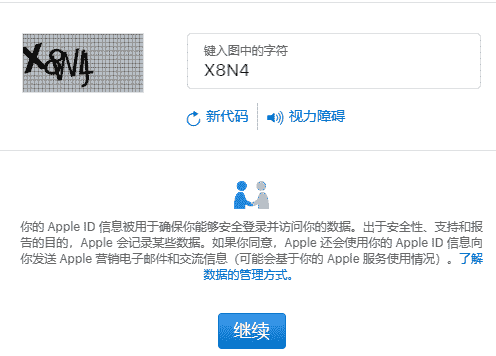 X8N4
键入图中的字符
X8N4
新代码
视力障碍
你的 Apple ID 信息被用于确保你能够安全登录并访问你的数据。出于安全性、支持和报
告的目的，Apple 会记录某些数据。如果你同意，Apple 还会使用你的 Apple ID 信息向
你发送 Apple 营销电子邮件和交流信息（可能会基于你的 Apple 服务使用情况）。了解
数据的管理方式。
继续